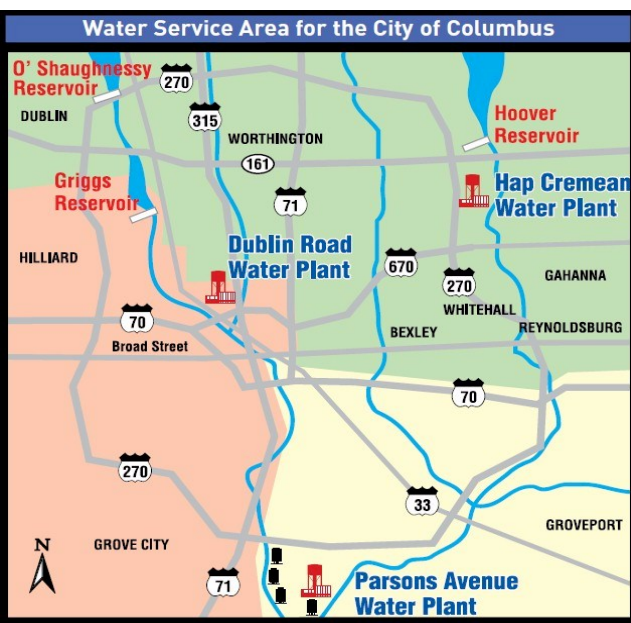 Water Service Area for the City of Columbus
O' Shaughnessy
Reservoir
270
DUBLIN
315
WORTHINGTON
161
Hoover
Reservoir
Griggs
Reservoir
71
Hap Cremean
Water Plant
HILLIARD
Dublin Road
Water Plant
670
270
GAHANNA
WHITEHALL
70
Broad Street
BEXLEY
REYNOLDSBURG
70
270
33
GROVEPORT
N
GROVE CITY
71
Parsons Avenue
Water Plant